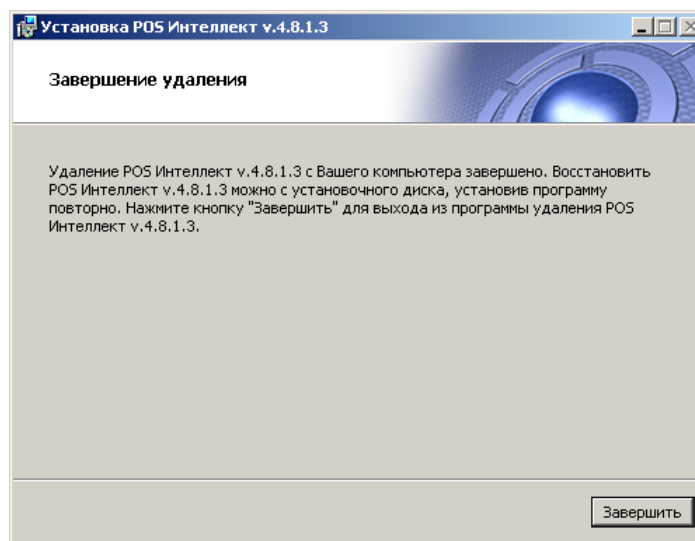 Установка POS Интеллект v.4.8.1.3
Завершение удаления
Удаление POS Интеллект v.4.8.1.3 с Вашего компьютера завершено. Восстановить
POS Интеллект v.4.8.1.3 можно с установочного диска, установив программу
повторно. Нажмите кнопку "Завершить" для выхода из программы удаления POS
Интеллект v.4.8.1.3.
Завершить